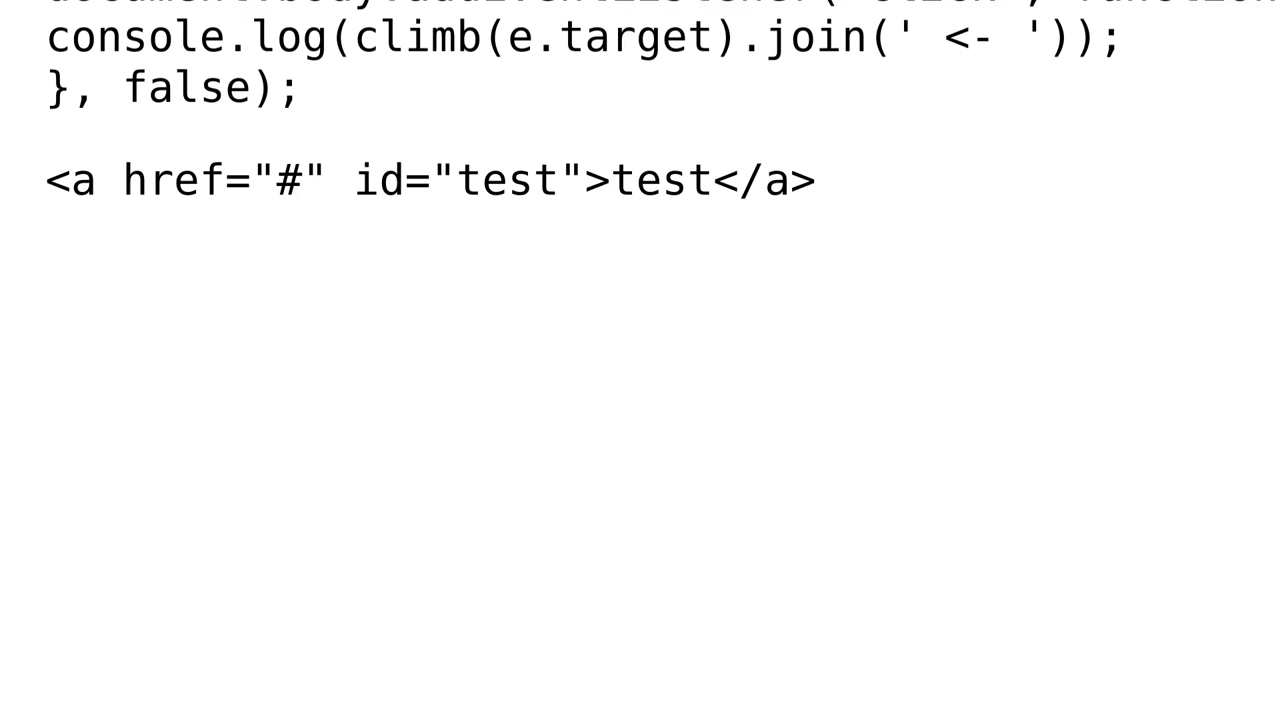 console.log(climb(e.target).join(' <- '));
}, false);
<a href="#" id="test">test</a>